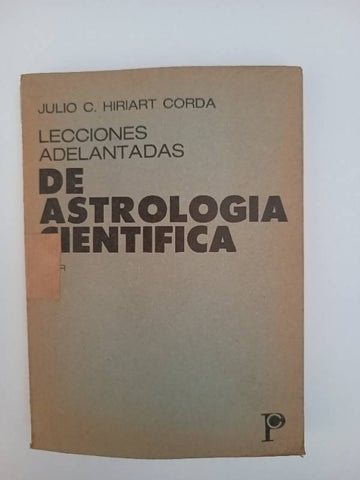 JULIO C. HIRIART CORDA
LECCIONES
ADELANTADAS
DE
ASTROLOGIA
CIENTIFICA